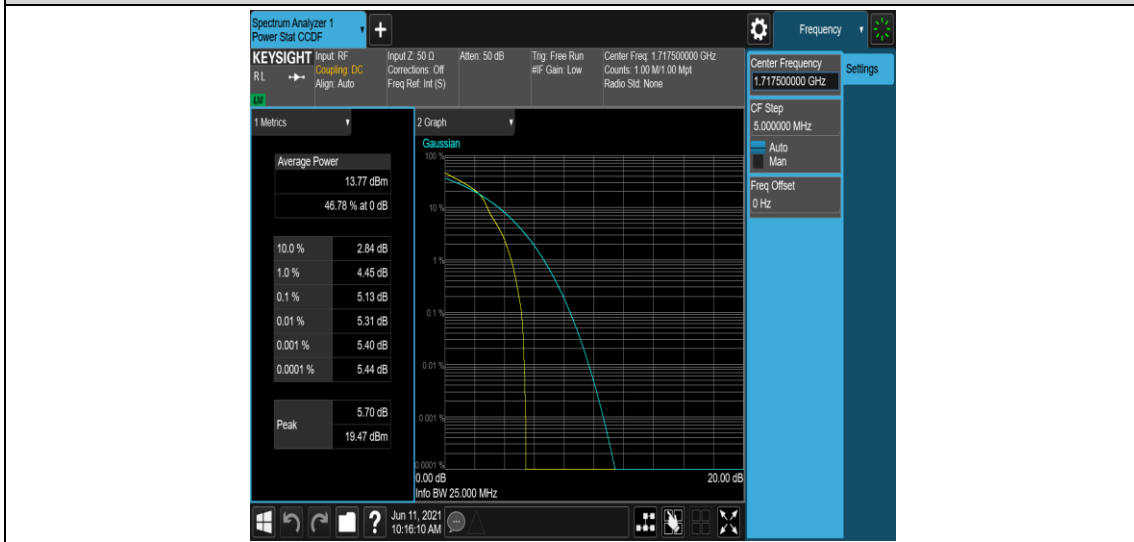 Spectrum Analyzer 1
Power Stat CCDF
+
Frequency
KEYSIGHT
RL
LXI
Input: RF
Coupling: DC
Align: Auto
Input Z: 50 Ω
Corrections: Off
Freq Ref: Int (S)
Atten: 50 dB
Trig: Free Run
#IF Gain: Low
Center Freq: 1.717500000 GHz
Counts: 1.00 M/1.00 Mpt
Radio Std: None
Center Frequency
1.717500000 GHz
Settings
CF Step
5.000000 MHz
Auto
Man
Freq Offset
0 Hz
1 Metrics
Average Power
13.77 dBm
46.78 % at 0 dB
10.0 % 2.84 dB
1.0 % 4.45 dB
0.1 % 5.13 dB
0.01 % 5.31 dB
0.001 % 5.40 dB
0.0001 % 5.44 dB
Peak
5.70 dB
19.47 dBm
2 Graph
Gaussian
100 %
10 %
1 %
0.1 %
0.01 %
0.001 %
0.0001 %
0.00 dB
20.00 dB
Info BW 25.000 MHz
?
Jun 11, 2021
10:16:10 AM